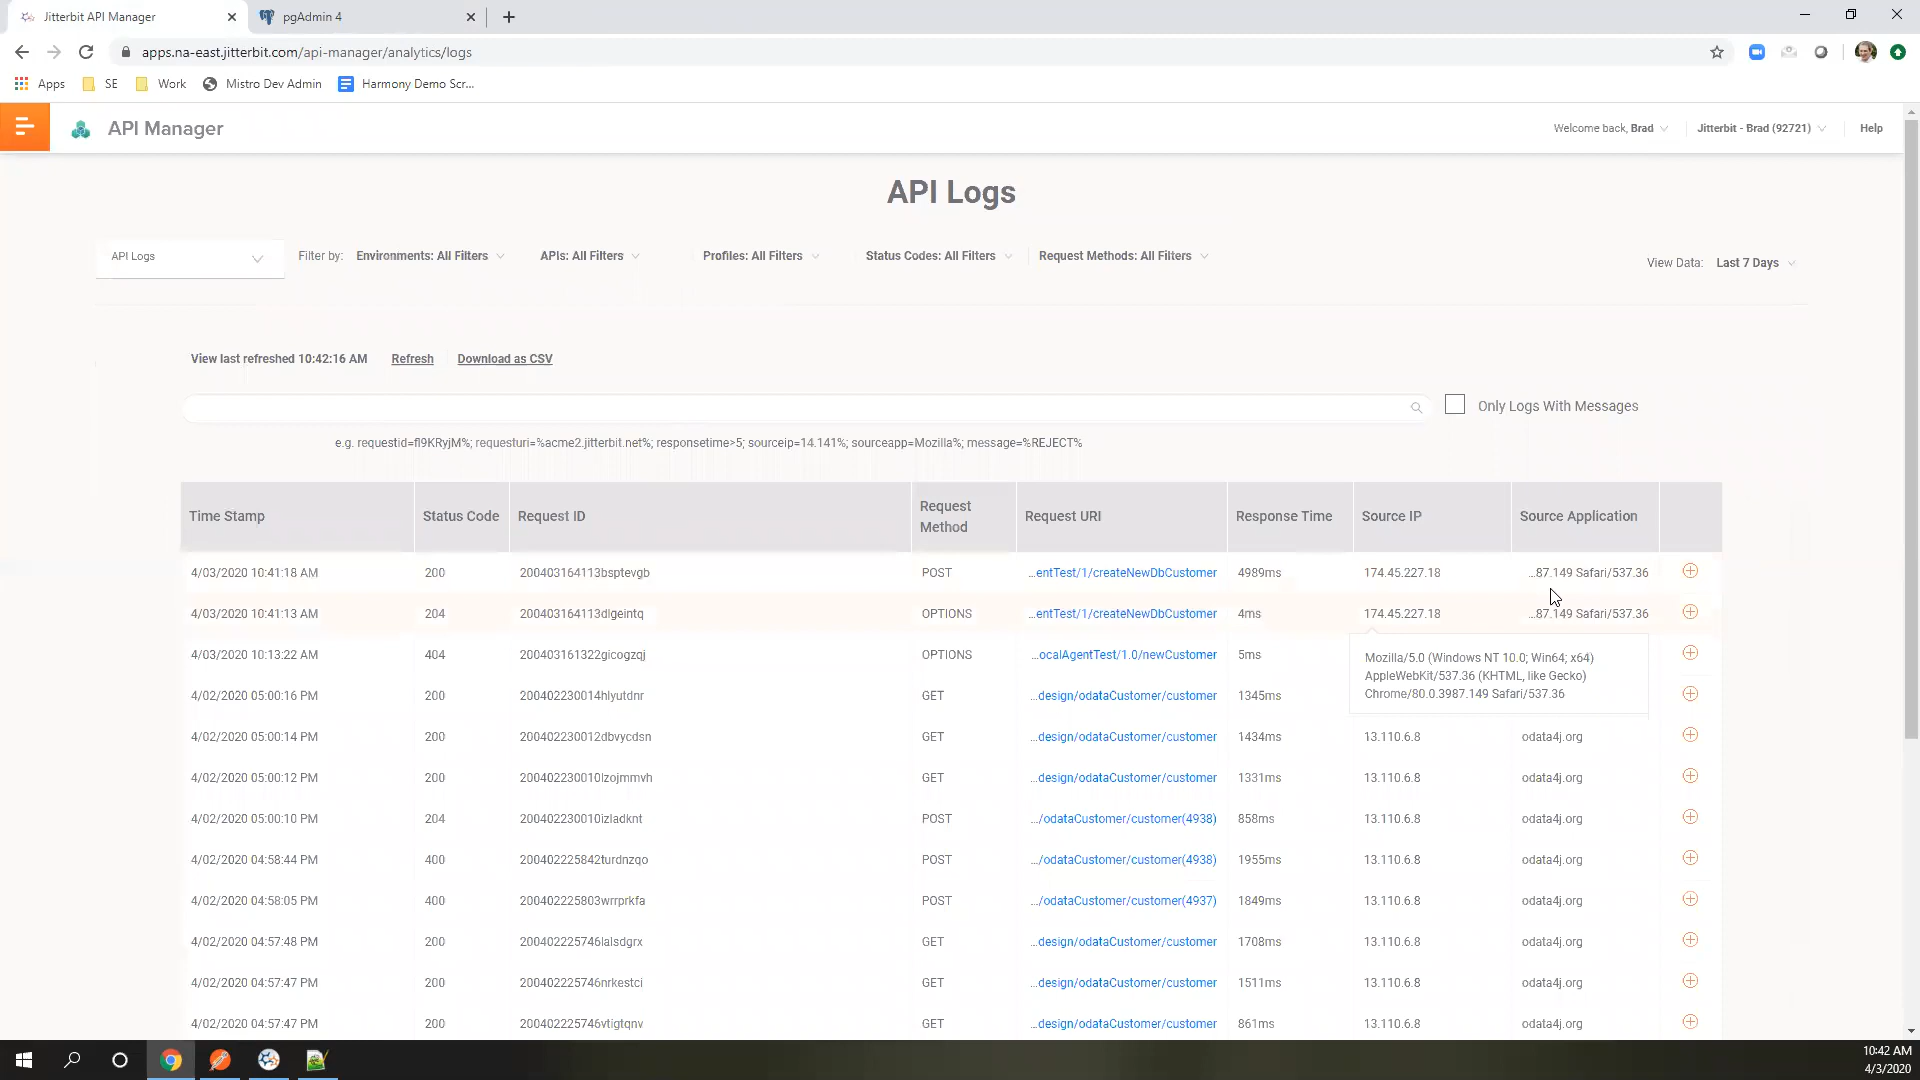 Jitterbit API Manager
pgAdmin 4
apps.na-east.jitterbit.com/api-manager/analytics/logs
Apps SE Work Mistro Dev Admin Harmony Demo Scr...
API Manager
Welcome back, Brad
Jitterbit - Brad (92721)
Help
API Logs
API Logs
Filter by: Environments: All Filters APIs: All Filters Profiles: All Filters Status Codes: All Filters Request Methods: All Filters
View Data: Last 7 Days
View last refreshed 10:42:16 AM Refresh Download as CSV
Only Logs With Messages
e.g. requestid=fl9KRyjM%; requesturi=%acme2.jitterbit.net%; responsetime>5; sourceip=14.141%; sourceapp=Mozilla%; message=%REJECT%
Time Stamp Status Code Request ID Request Method Request URI Response Time Source IP Source Application
4/03/2020 10:41:18 AM 200 200403164113bsptevgb POST ...entTest/1/createNewDbCustomer 4989ms 174.45.227.18 ...87.149 Safari/537.36
4/03/2020 10:41:13 AM 204 200403164113dlgeintq OPTIONS ...entTest/1/createNewDbCustomer 4ms 174.45.227.18 ...87.149 Safari/537.36
4/03/2020 10:13:22 AM 404 200403161322gicogzqj OPTIONS ...ocalAgentTest/1.0/newCustomer 5ms
Mozilla/5.0 (Windows NT 10.0; Win64; x64)
AppleWebKit/537.36 (KHTML, like Gecko)
Chrome/80.0.3987.149 Safari/537.36
4/02/2020 05:00:16 PM 200 200402230014hlyutdnr GET ...design/odataCustomer/customer 1345ms
4/02/2020 05:00:14 PM 200 200402230012dbvycdsn GET ...design/odataCustomer/customer 1434ms 13.110.6.8 odata4j.org
4/02/2020 05:00:12 PM 200 200402230010lzojmmvh GET ...design/odataCustomer/customer 1331ms 13.110.6.8 odata4j.org
4/02/2020 05:00:10 PM 204 200402230010izladknt POST .../odataCustomer/customer(4938) 858ms 13.110.6.8 odata4j.org
4/02/2020 04:58:44 PM 400 200402225842turdnzqo POST .../odataCustomer/customer(4938) 1955ms 13.110.6.8 odata4j.org
4/02/2020 04:58:05 PM 400 200402225803wrrprkfa POST .../odataCustomer/customer(4937) 1849ms 13.110.6.8 odata4j.org
4/02/2020 04:57:48 PM 200 200402225746lalsdgrx GET ...design/odataCustomer/customer 1708ms 13.110.6.8 odata4j.org
4/02/2020 04:57:47 PM 200 200402225746nrkestci GET ...design/odataCustomer/customer 1511ms 13.110.6.8 odata4j.org
4/02/2020 04:57:47 PM 200 200402225746vtigtqnv GET ...design/odataCustomer/customer 861ms 13.110.6.8 odata4j.org
10:42 AM
4/3/2020